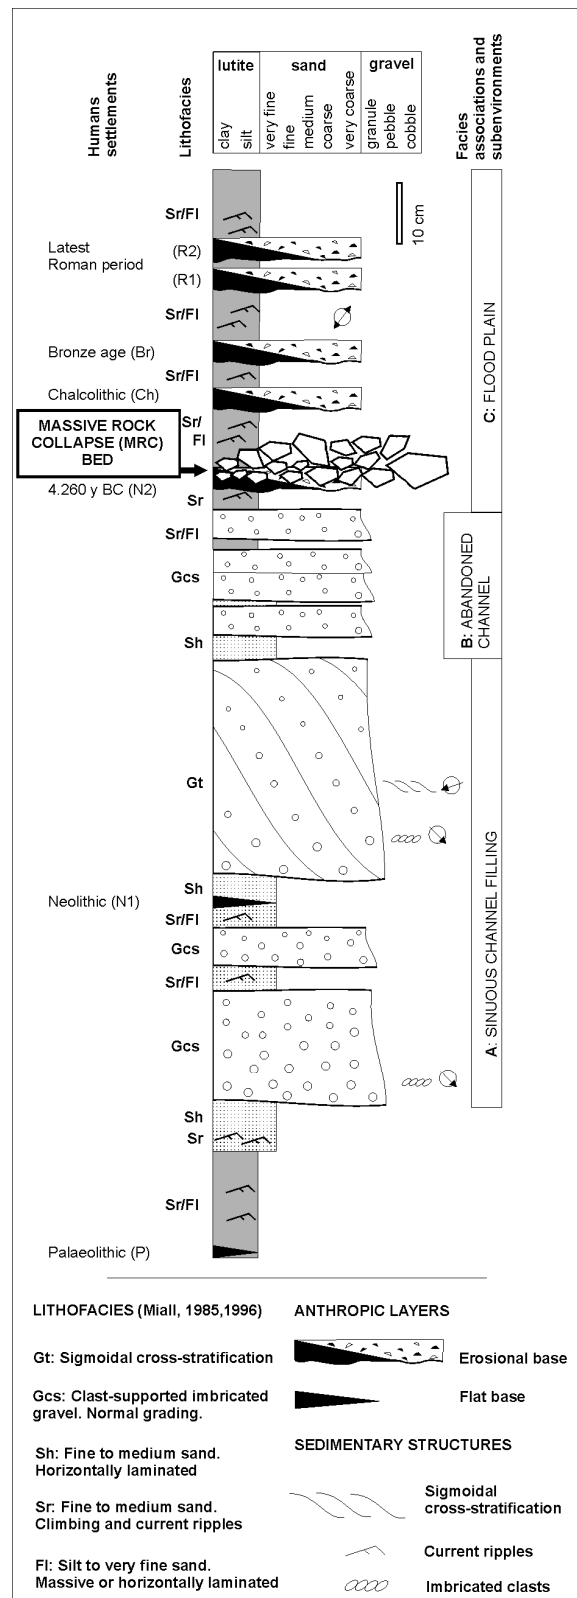 Humans
settlements
Lithofacies
lutite
sand
gravel
clay
silt
very fine
fine
medium
coarse
very coarse
granule
pebble
cobble
Facies
associations and
subenvironments
10 cm
Sr/Fl
Latest
Roman period
(R2)
(R1)
Sr/Fl
Bronze age (Br)
Sr/Fl
Chalcolithic (Ch)
Sr/
Fl
MASSIVE ROCK
COLLAPSE (MRC)
BED
4.260 y BC (N2)
Sr
C: FLOOD PLAIN
Sr/Fl
Gcs
Sh
B: ABANDONED
CHANNEL
Gt
Sh
Neolithic (N1)
Sr/Fl
Gcs
Sr/Fl
Gcs
Sh
Sr
A: SINUOUS CHANNEL FILLING
Sr/Fl
Palaeolithic (P)
LITHOFACIES (Miall, 1985,1996)
Gt: Sigmoidal cross-stratification
Gcs: Clast-supported imbricated
gravel. Normal grading.
Sh: Fine to medium sand.
Horizontally laminated
Sr: Fine to medium sand.
Climbing and current ripples
Fl: Silt to very fine sand.
Massive or horizontally laminated
ANTHROPIC LAYERS
Erosional base
Flat base
SEDIMENTARY STRUCTURES
Sigmoidal
cross-stratification
Current ripples
Imbricated clasts